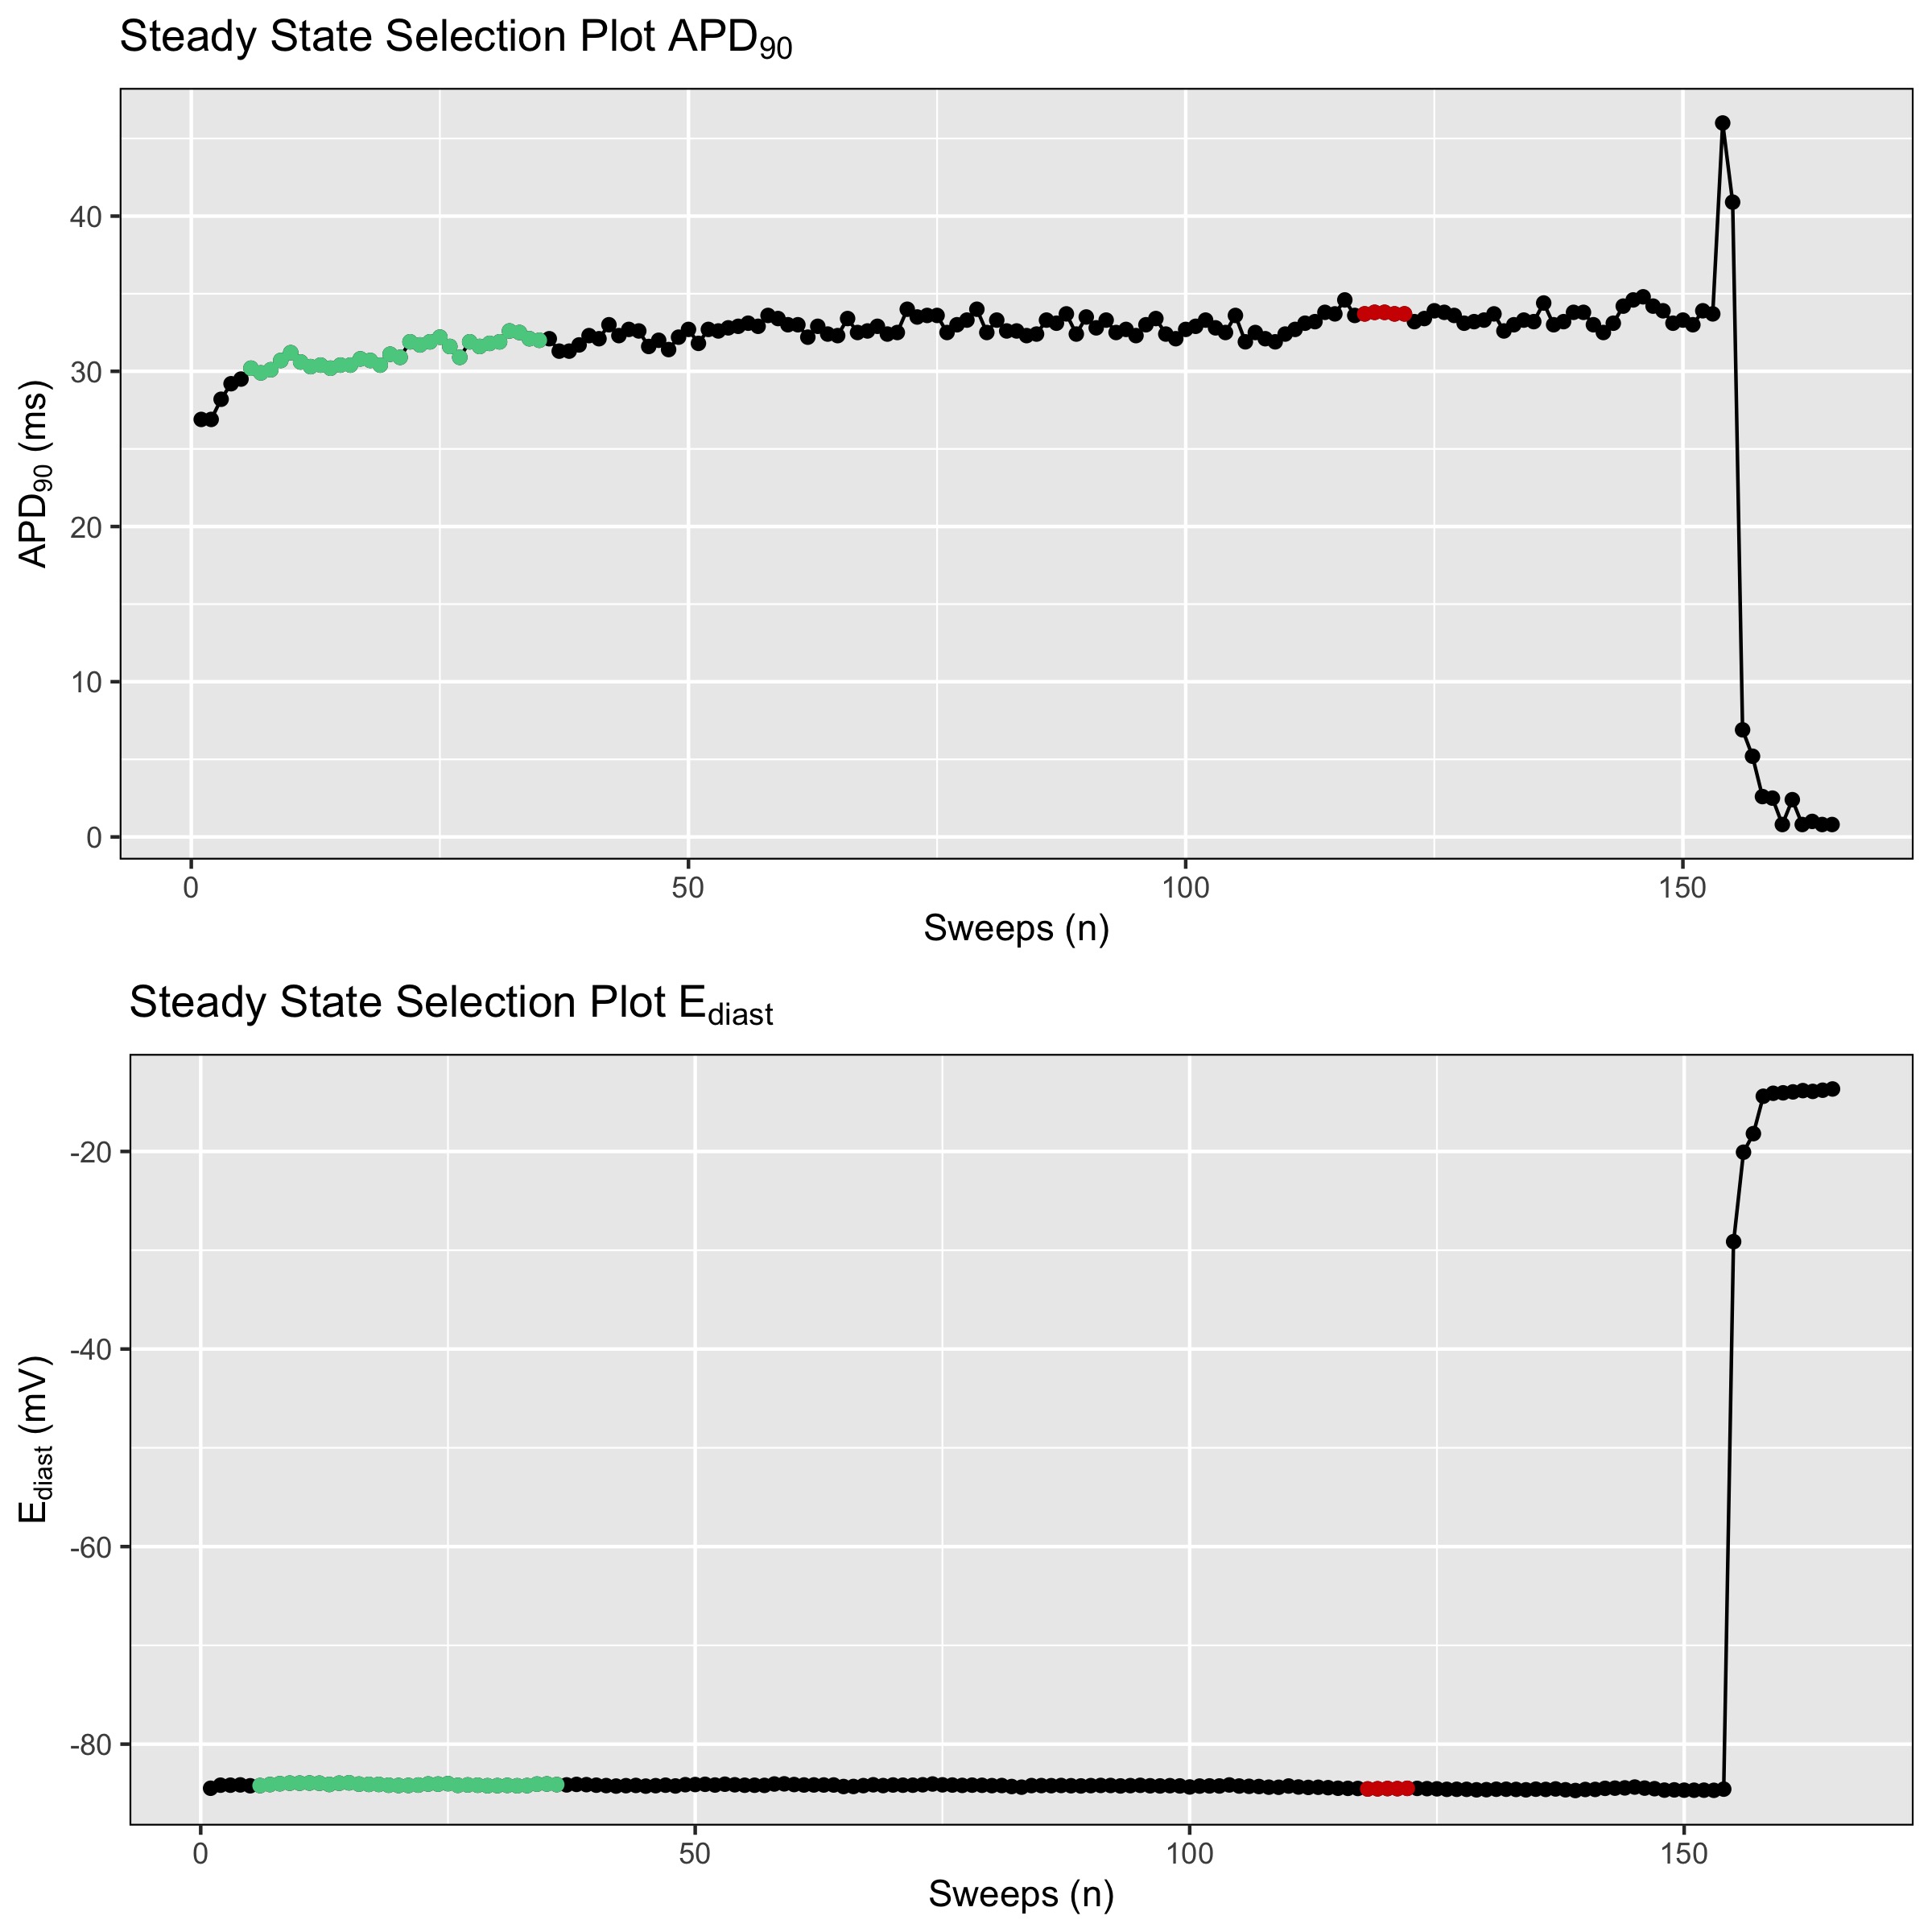 Steady State Selection Plot APD90
APD90 (ms)
40
30
20
10
0
0 50 100 150
Sweeps (n)
Steady State Selection Plot Ediast
Ediast (mV)
-20
-40
-60
-80
0 50 100 150
Sweeps (n)